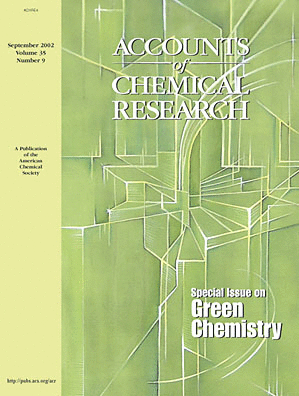 September 2002
Volume 35
Number 9
ACCOUNTS
of
CHEMICAL
RESEARCH
A Publication
of the
American
Chemical
Society
Special Issue on
Green
Chemistry
http://pubs.acs.org/acr